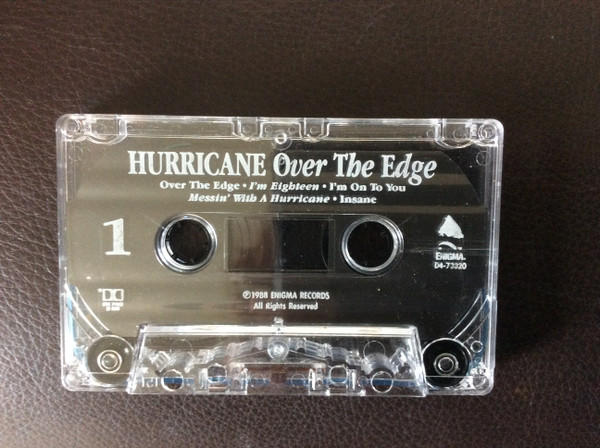 HURRICANE Over The Edge
Over The Edge • I'm Eighteen • I'm On To You
Messin' With A Hurricane • Insane
1
ENIGMA.
D4-73320
℗1988 ENIGMA RECORDS
All Rights Reserved